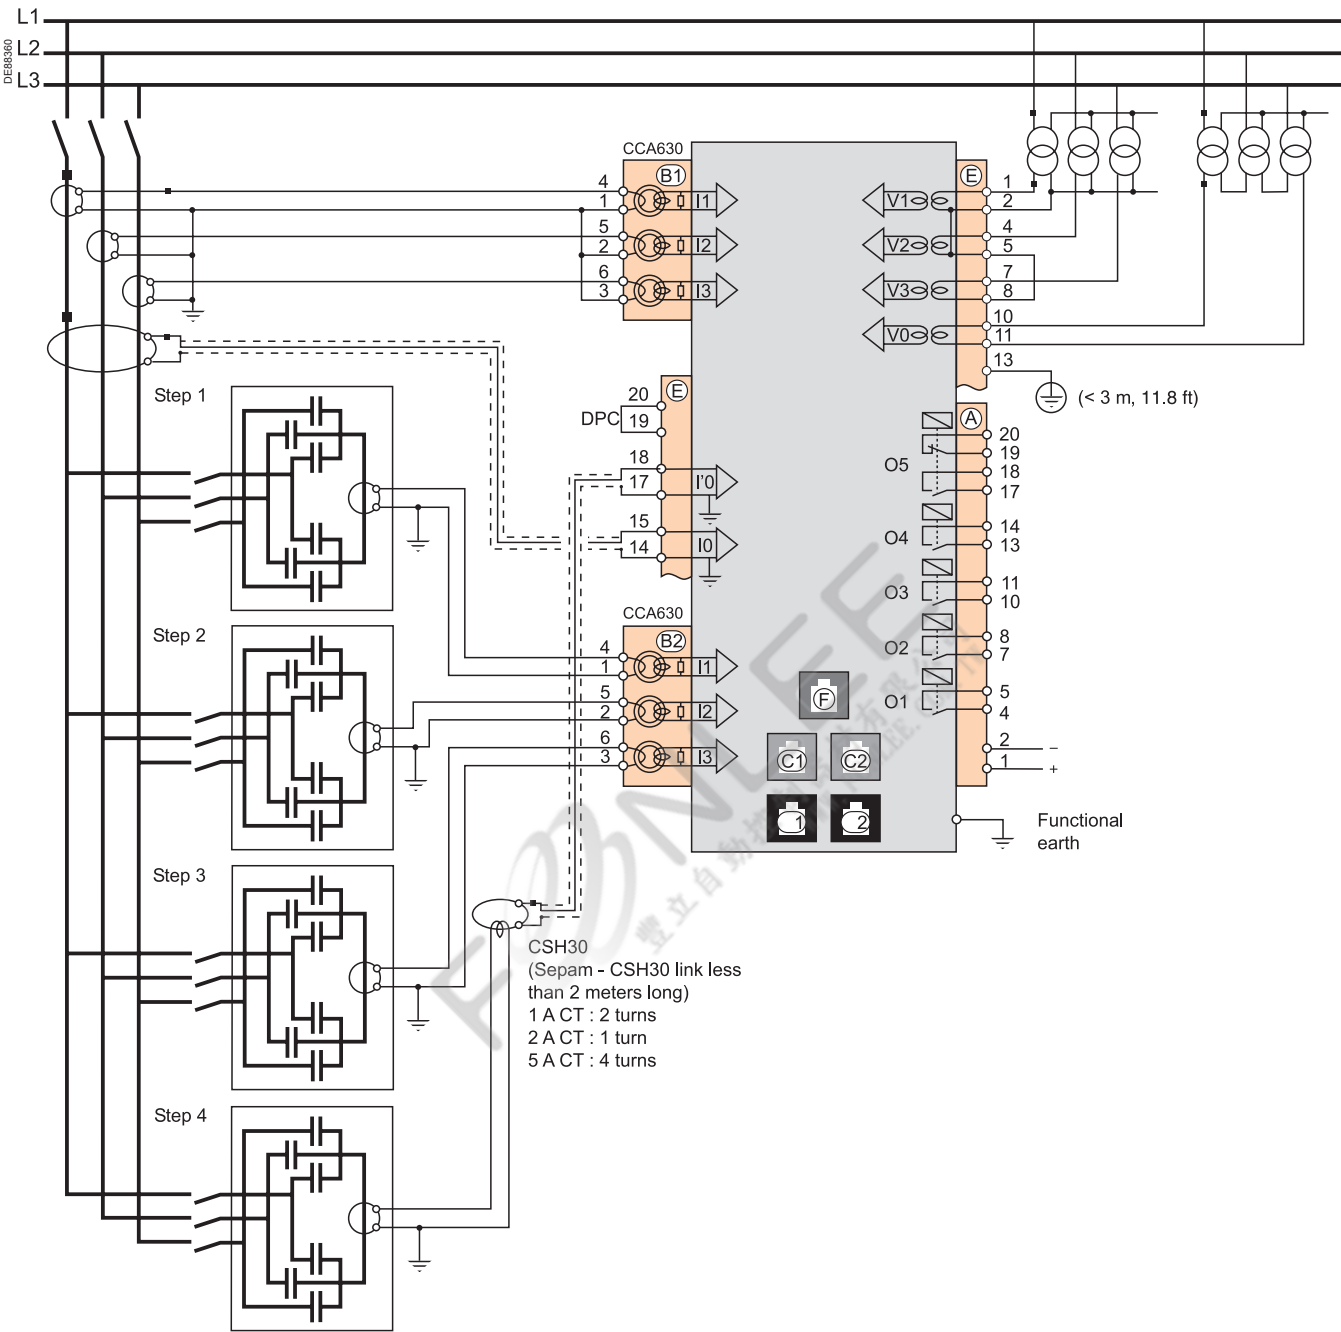 L1
L2
L3
DE88360
CCA630
B1
4
1
I1
5
2
I2
6
3
I3
E
V1
1
2
V2
4
5
V3
7
8
V0
10
11
13
(< 3 m, 11.8 ft)
Step 1
E
20
DPC
19
18
17
I'0
15
14
I0
A
O5
20
19
18
17
O4
14
13
O3
11
10
O2
8
7
O1
5
4
2
–
1
+
Step 2
CCA630
B2
4
1
I1
5
2
I2
6
3
I3
F
C1
C2
1
2
Functional
earth
Step 3
CSH30
(Sepam - CSH30 link less
than 2 meters long)
1 A CT : 2 turns
2 A CT : 1 turn
5 A CT : 4 turns
Step 4